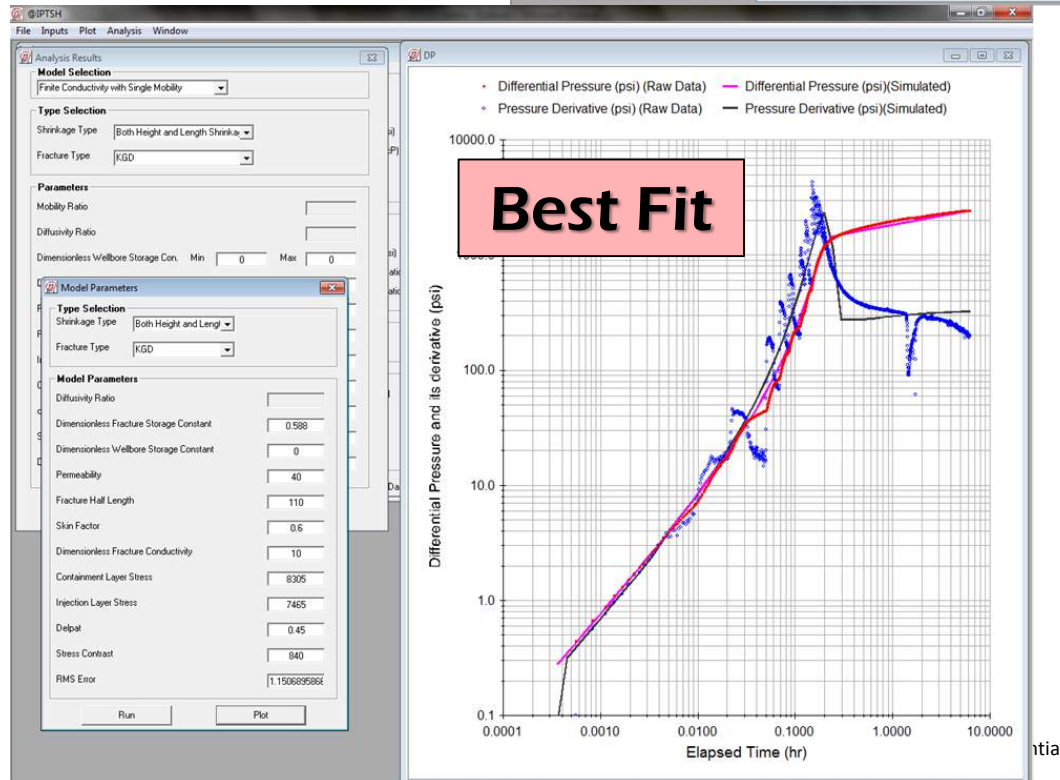 @IPTSH
File Inputs Plot Analysis Window
Analysis Results
Model Selection
Finite Conductivity with Single Mobility
Type Selection
Shrinkage Type Both Height and Length Shrinka
Fracture Type KGD
Parameters
Mobility Ratio
Diffusivity Ratio
Dimensionless Wellbore Storage Con. Min 0 Max 0
Model Parameters
Type Selection
Shrinkage Type Both Height and Lengt
Fracture Type KGD
Model Parameters
Diffusivity Ratio
Dimensionless Fracture Storage Constant 0.588
Dimensionless Wellbore Storage Constant 0
Permeability 40
Fracture Half Length 110
Skin Factor 0.6
Dimensionless Fracture Conductivity 10
Containment Layer Stress 8305
Injection Layer Stress 7465
Delpat 0.45
Stress Contrast 840
RMS Error 1.150689586
Run Plot
DP
Differential Pressure (psi) (Raw Data) Differential Pressure (psi)(Simulated)
Pressure Derivative (psi) (Raw Data) Pressure Derivative (psi)(Simulated)
Best Fit
Differential Pressure and its derivative (psi)
10000.0
100.0
10.0
1.0
0.1
0.0001 0.0010 0.0100 0.1000 1.0000 10.0000
Elapsed Time (hr)
ntia